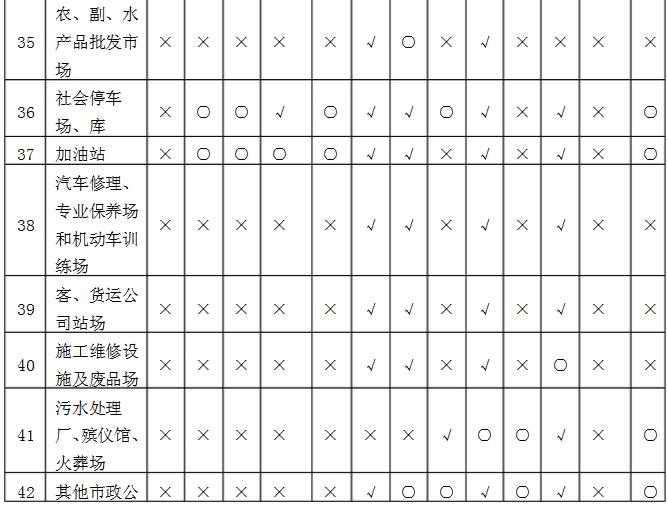 35 农、副、水 × × × × × √ ○ × √ × × × ×
产品批发市
场
36 社会停车 × ○ ○ √ ○ √ √ ○ √ × √ × ○
场、库
37 加油站 × ○ ○ ○ ○ √ √ × √ × √ × ○
38 汽车修理、 × × × × × √ √ × √ × √ × ×
专业保养场
和机动车训
练场
39 客、货运公 × × × × × √ √ × √ × √ × ×
司站场
40 施工维修设 × × × × × √ √ × √ × ○ × ×
施及废品场
41 污水处理 × × × × × × × √ ○ ○ √ × ○
厂、殡仪馆、
火葬场
42 其他市政公 × × × × × √ ○ ○ √ ○ √ × ○